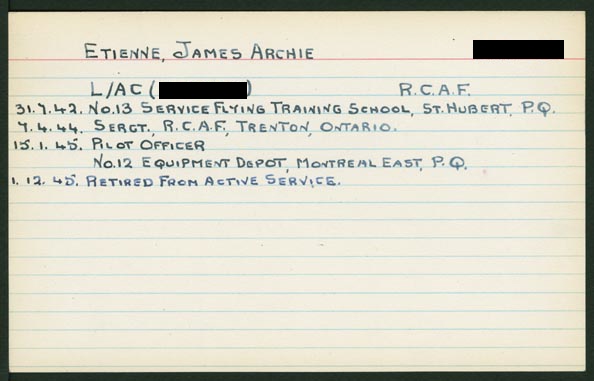 ETIENNE, JAMES ARCHIE
L/AC ( ) R.C.A.F.
31.7.42. NO.13 SERVICE FLYING TRAINING SCHOOL, ST. HUBERT, P.Q.
7.4.44. SERGT., R.C.A.F., TRENTON, ONTARIO.
15.1.45. PILOT OFFICER
NO.12 EQUIPMENT DEPOT, MONTREAL EAST, P.Q.
1.12.45. RETIRED FROM ACTIVE SERVICE.